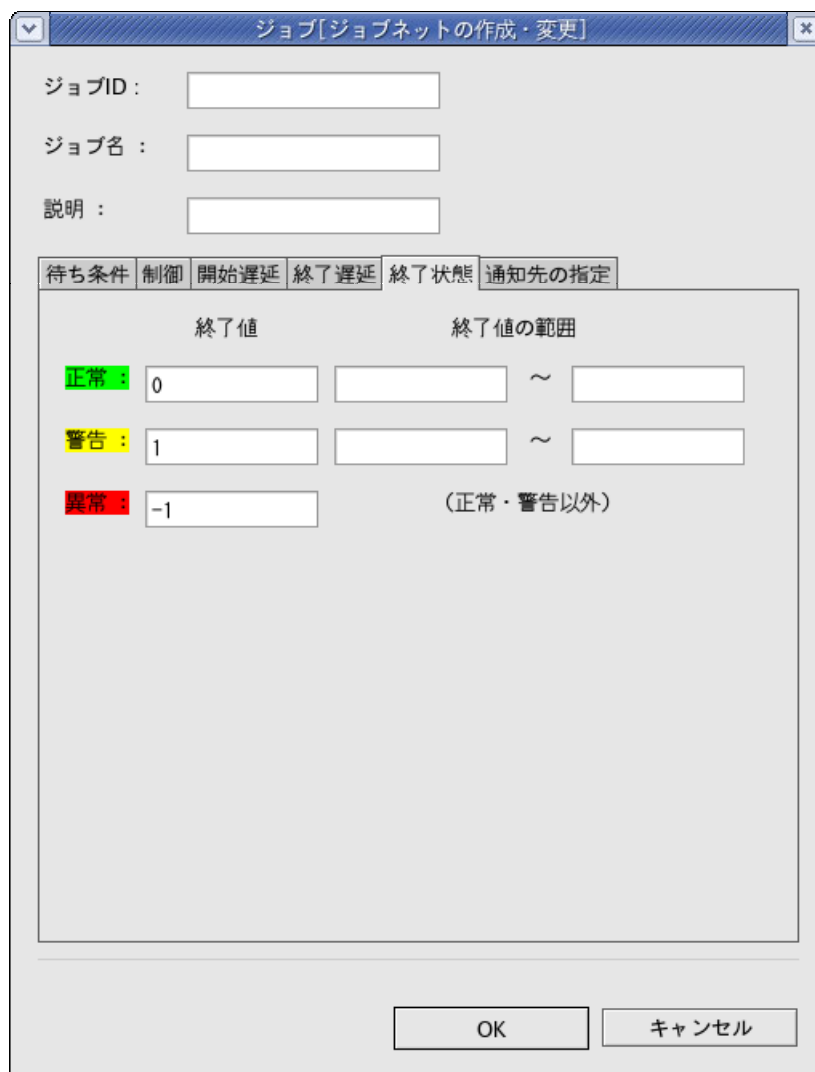 ジョブ[ジョブネットの作成・変更]
ジョブID :
ジョブ名 :
説明 :
待ち条件 制御 開始遅延 終了遅延 終了状態 通知先の指定
終了値 終了値の範囲
正常 : 0 ～
警告 : 1 ～
異常 : -1 (正常・警告以外)
OK キャンセル